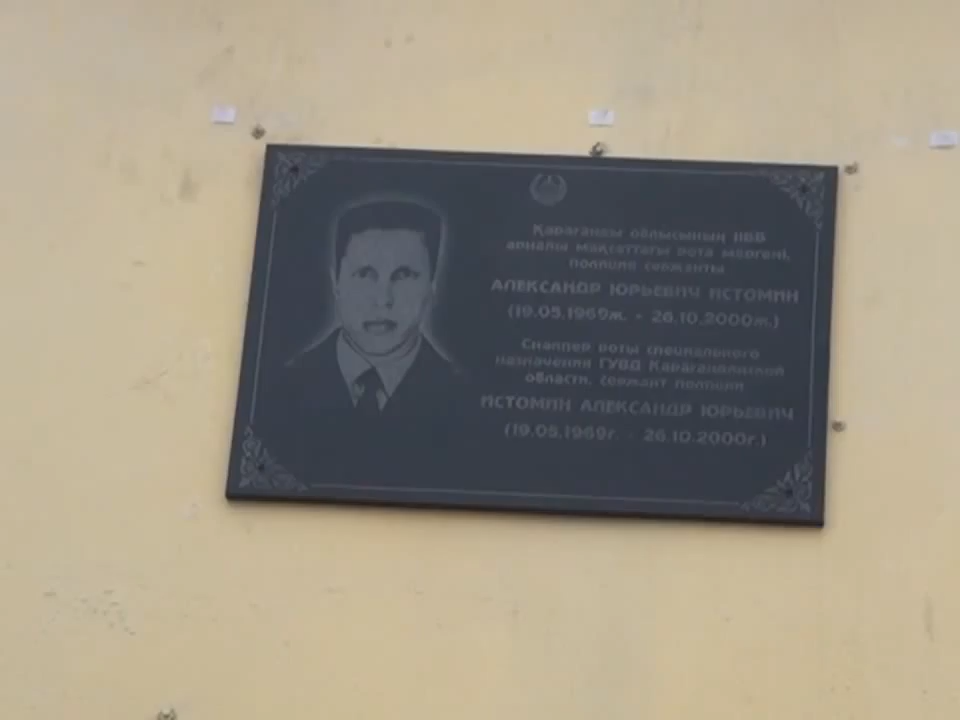 Қарағанды облысының ІІББ
арнайы мақсаттағы рота мергені,
полиция сержанты
АЛЕКСАНДР ЮРЬЕВИЧ ИСТОМИН
(19.05.1969ж. - 26.10.2000ж.)
Снайпер роты специального
назначения ГУВД Карагандинской
области, сержант полиции
ИСТОМИН АЛЕКСАНДР ЮРЬЕВИЧ
(19.05.1969г. - 26.10.2000г.)